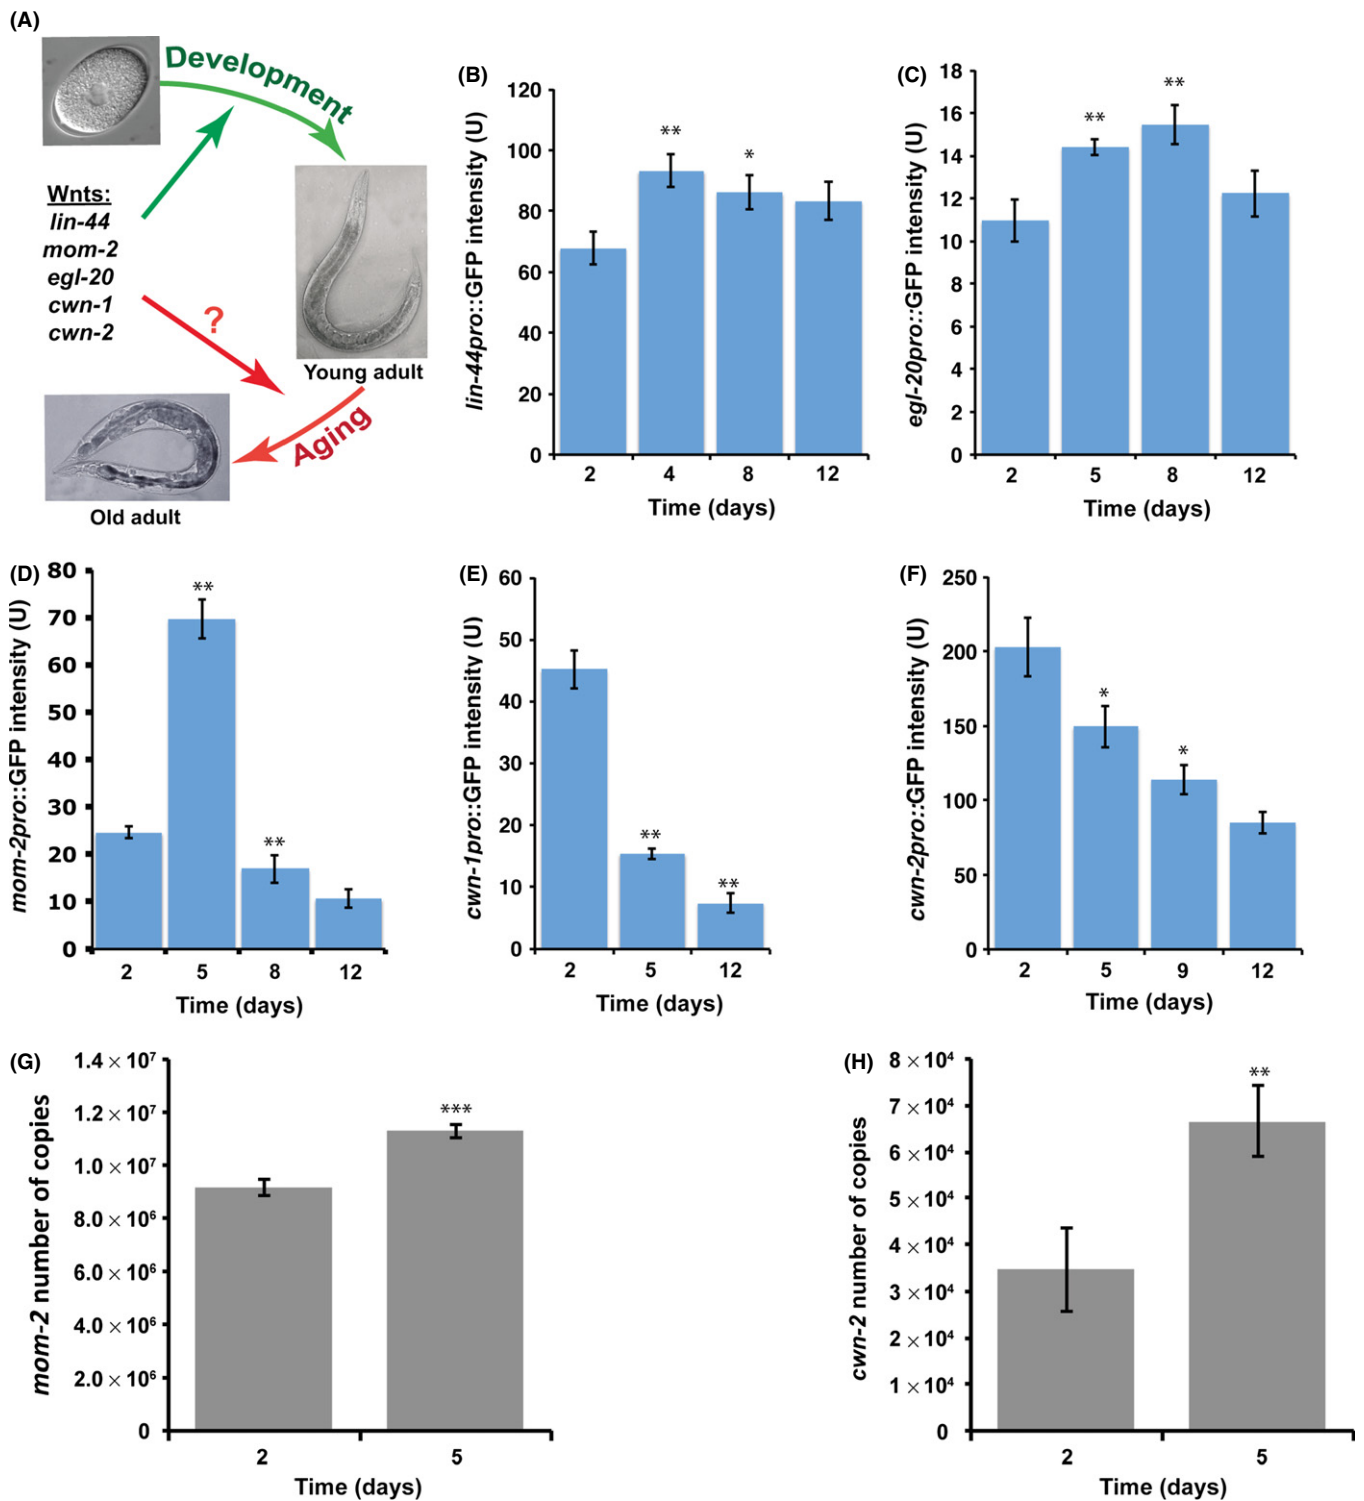 (A)
Development
Wnts:
lin-44
mom-2
egl-20
cwn-1
cwn-2
?
Young adult
Aging
Old adult
(B)
lin-44pro::GFP intensity (U)
120
100
80
60
40
20
0
**
*
2 4 8 12
Time (days)
(C)
egl-20pro::GFP intensity (U)
18
16
14
12
10
8
6
4
2
0
**
**
2 5 8 12
Time (days)
(D)
mom-2pro::GFP intensity (U)
80
70
60
50
40
30
20
10
0
**
**
2 5 8 12
Time (days)
(E)
cwn-1pro::GFP intensity (U)
60
50
40
30
20
10
0
**
**
2 5 12
Time (days)
(F)
cwn-2pro::GFP intensity (U)
250
200
150
100
50
0
*
*
2 5 9 12
Time (days)
(G)
mom-2 number of copies
1.4 × 10⁷
1.2 × 10⁷
1.0 × 10⁷
8.0 × 10⁶
6.0 × 10⁶
4.0 × 10⁶
2.0 × 10⁶
0
***
2 5
Time (days)
(H)
cwn-2 number of copies
8 × 10⁴
7 × 10⁴
6 × 10⁴
5 × 10⁴
4 × 10⁴
3 × 10⁴
2 × 10⁴
1 × 10⁴
0
**
2 5
Time (days)